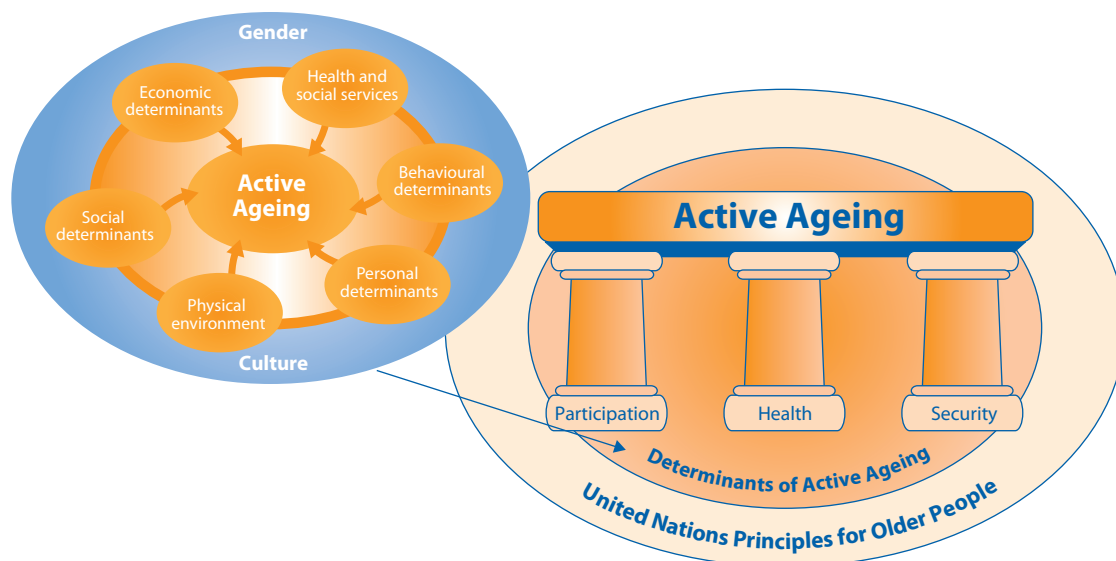 Gender
Economic
determinants
Health and
social services
Behavioural
determinants
Active
Ageing
Social
determinants
Personal
determinants
Physical
environment
Culture
Active Ageing
Participation
Health
Security
Determinants of Active Ageing
United Nations Principles for Older People